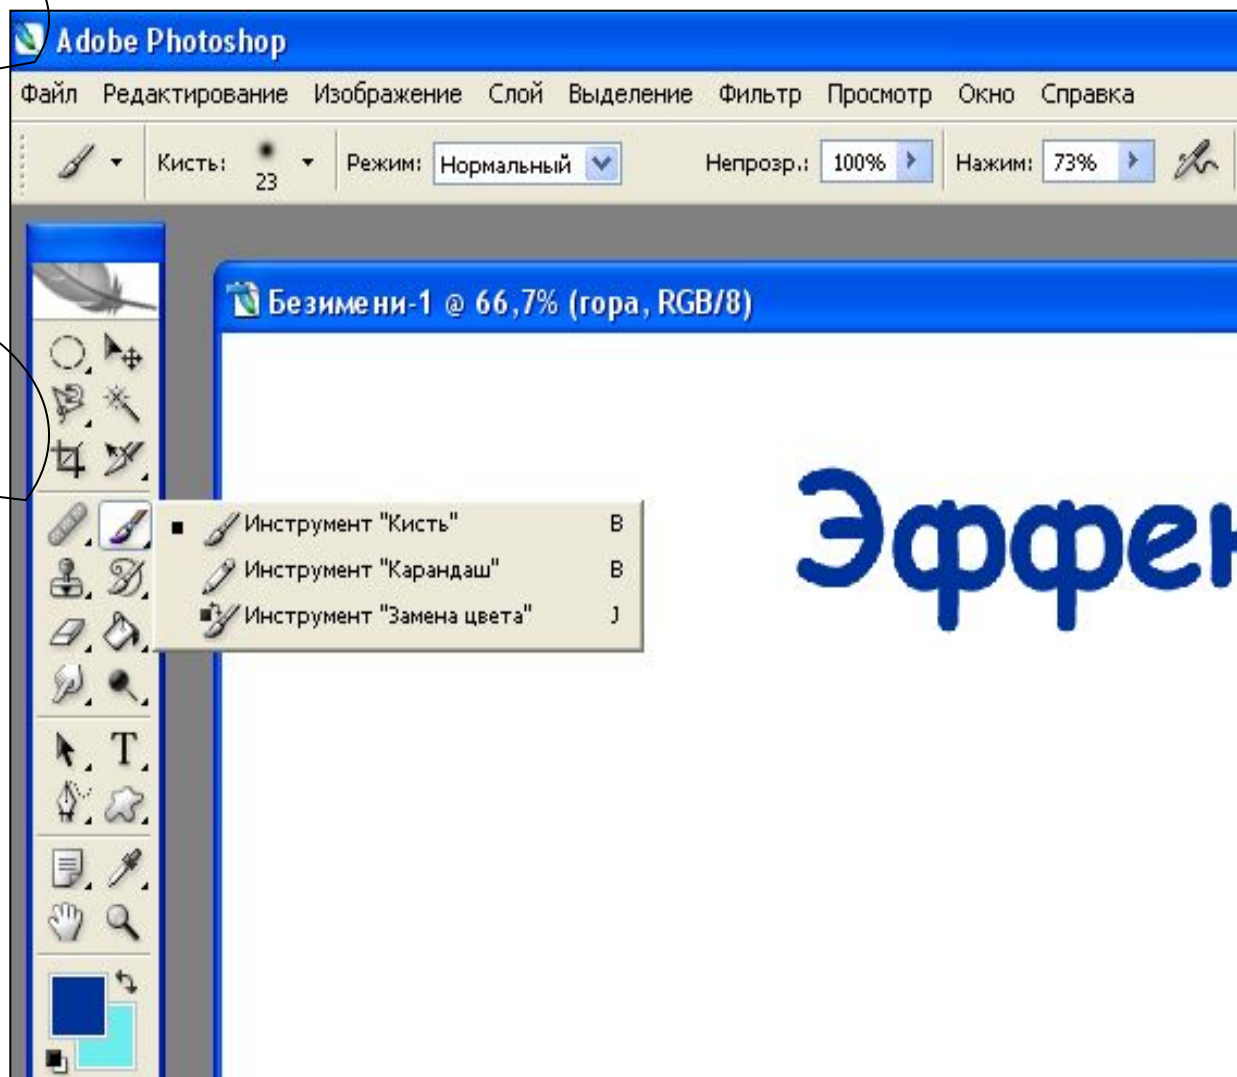 Adobe Photoshop
Файл Редактирование Изображение Слой Выделение Фильтр Просмотр Окно Справка
Кисть: 23 Режим: Нормальный Непрозр.: 100% Нажим: 73%
Безимени-1 @ 66,7% (гора, RGB/8)
Эффен
Инструмент "Кисть" B
Инструмент "Карандаш" B
Инструмент "Замена цвета" J
T